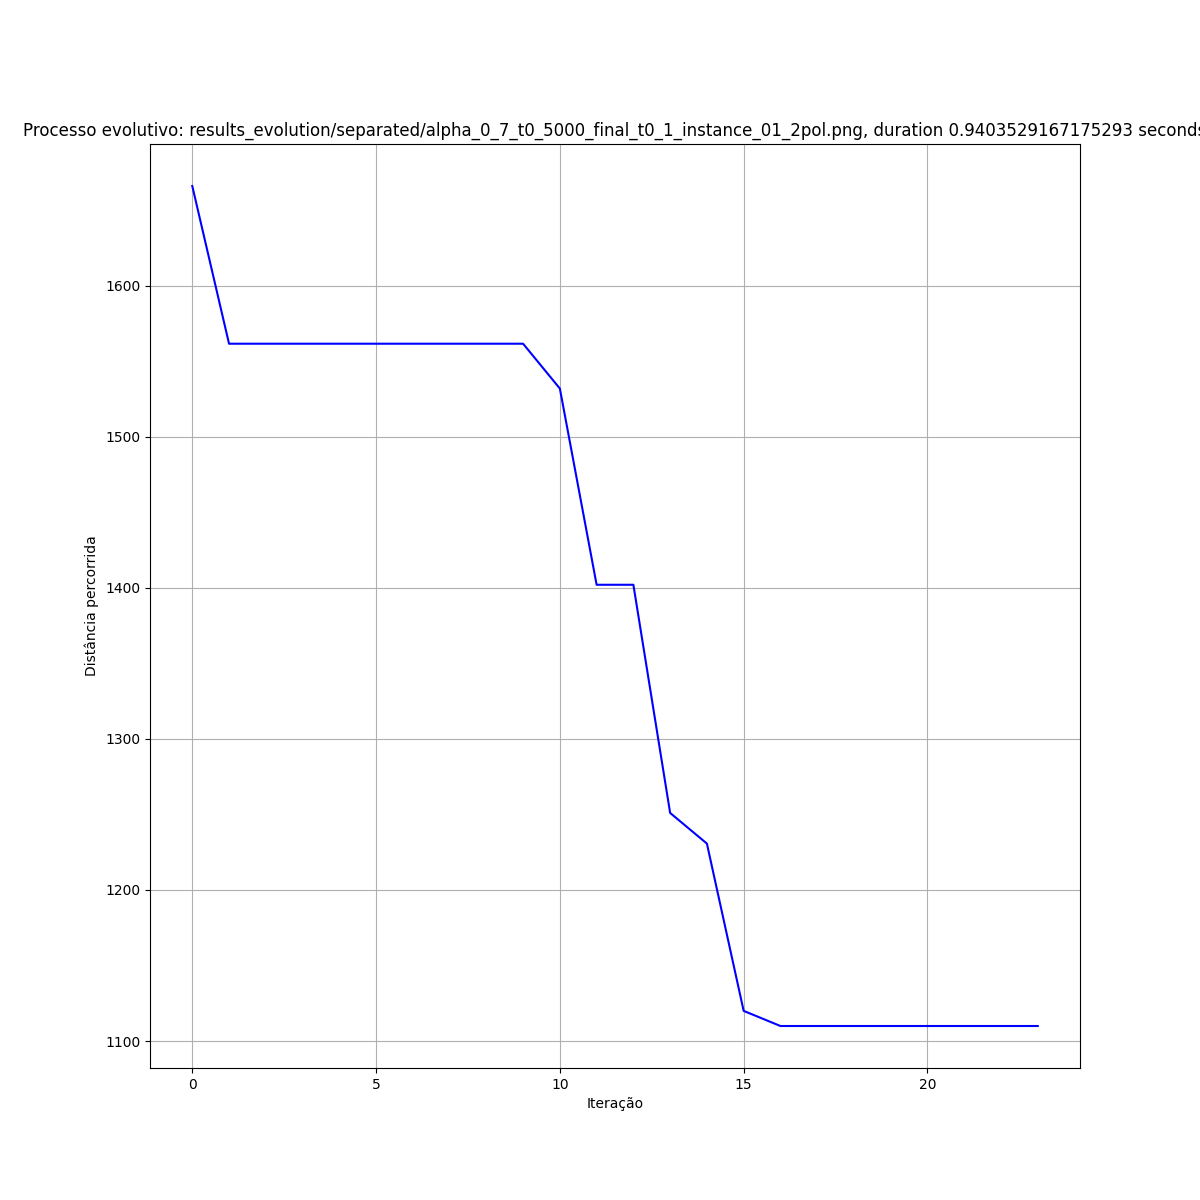 Processo evolutivo: results_evolution/separated/alpha_0_7_t0_5000_final_t0_1_instance_01_2pol.png, duration 0.9403529167175293 seconds
1600
1500
1400
1300
1200
1100
Distância percorrida
0 5 10 15 20
Iteração